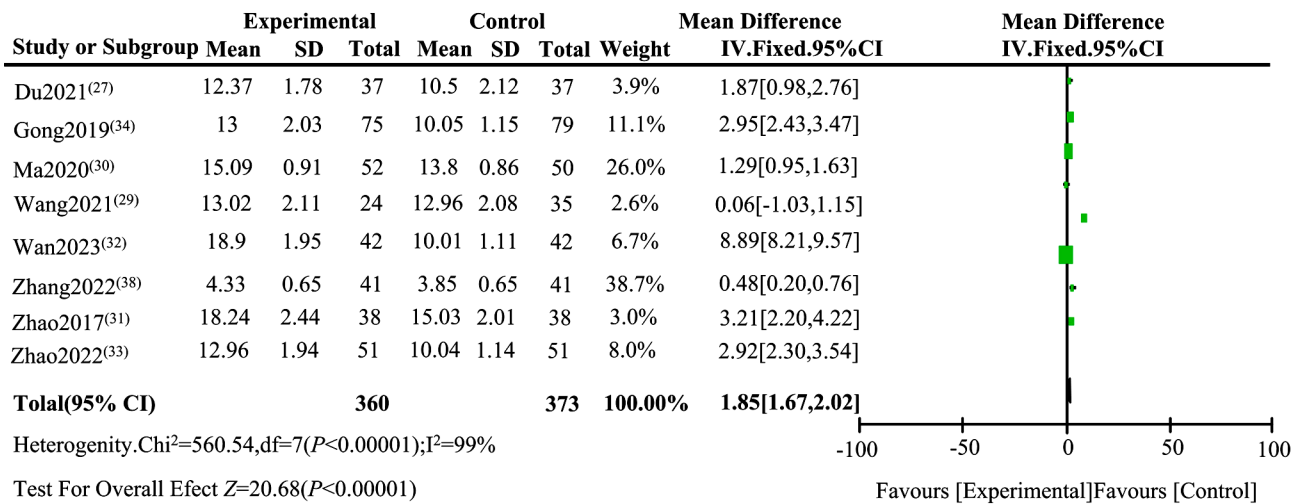 Experimental Control Mean Difference Mean Difference
Study or Subgroup Mean SD Total Mean SD Total Weight IV.Fixed.95%CI IV.Fixed.95%CI
Du2021(27) 12.37 1.78 37 10.5 2.12 37 3.9% 1.87[0.98,2.76]
Gong2019(34) 13 2.03 75 10.05 1.15 79 11.1% 2.95[2.43,3.47]
Ma2020(30) 15.09 0.91 52 13.8 0.86 50 26.0% 1.29[0.95,1.63]
Wang2021(29) 13.02 2.11 24 12.96 2.08 35 2.6% 0.06[-1.03,1.15]
Wan2023(32) 18.9 1.95 42 10.01 1.11 42 6.7% 8.89[8.21,9.57]
Zhang2022(38) 4.33 0.65 41 3.85 0.65 41 38.7% 0.48[0.20,0.76]
Zhao2017(31) 18.24 2.44 38 15.03 2.01 38 3.0% 3.21[2.20,4.22]
Zhao2022(33) 12.96 1.94 51 10.04 1.14 51 8.0% 2.92[2.30,3.54]
Tolal(95% CI) 360 373 100.00% 1.85[1.67,2.02]
Heterogenity.Chi²=560.54,df=7(P<0.00001);I²=99%
-100 -50 0 50 100
Test For Overall Efect Z=20.68(P<0.00001)
Favours [Experimental]Favours [Control]